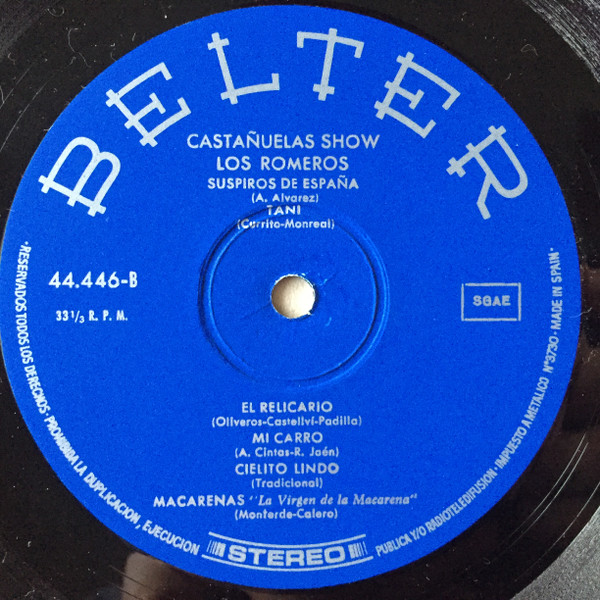 BELTER
CASTAÑUELAS SHOW
LOS ROMEROS
SUSPIROS DE ESPAÑA
(A. Alvarez)
TANI
(Currito-Monreal)
44.446-B
33 1/3 R. P. M.
SGAE
EL RELICARIO
(Oliveros-Castellví-Padilla)
MI CARRO
(A. Cintas-R. Jaén)
CIELITO LINDO
(Tradicional)
MACARENAS "La Virgen de la Macarena"
(Monterde-Calero)
STEREO
·RESERVADOS TODOS LOS DERECHOS·PROHIBIDA LA DUPLICACION, EJECUCION
PUBLICA Y/O RADIOTELEDIFUSION·IMPUESTO A METALICO Nº3730·MADE IN SPAIN·